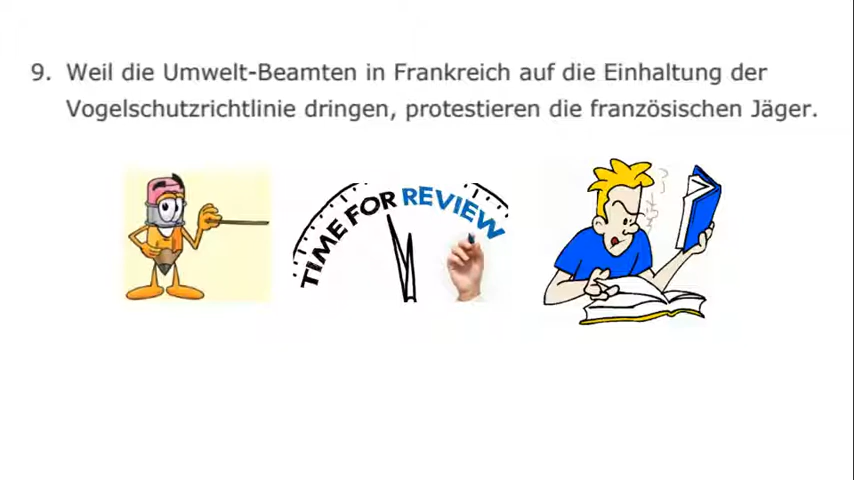 9. Weil die Umwelt-Beamten in Frankreich auf die Einhaltung der
Vogelschutzrichtlinie dringen, protestieren die französischen Jäger.
TIME FOR REVIEW